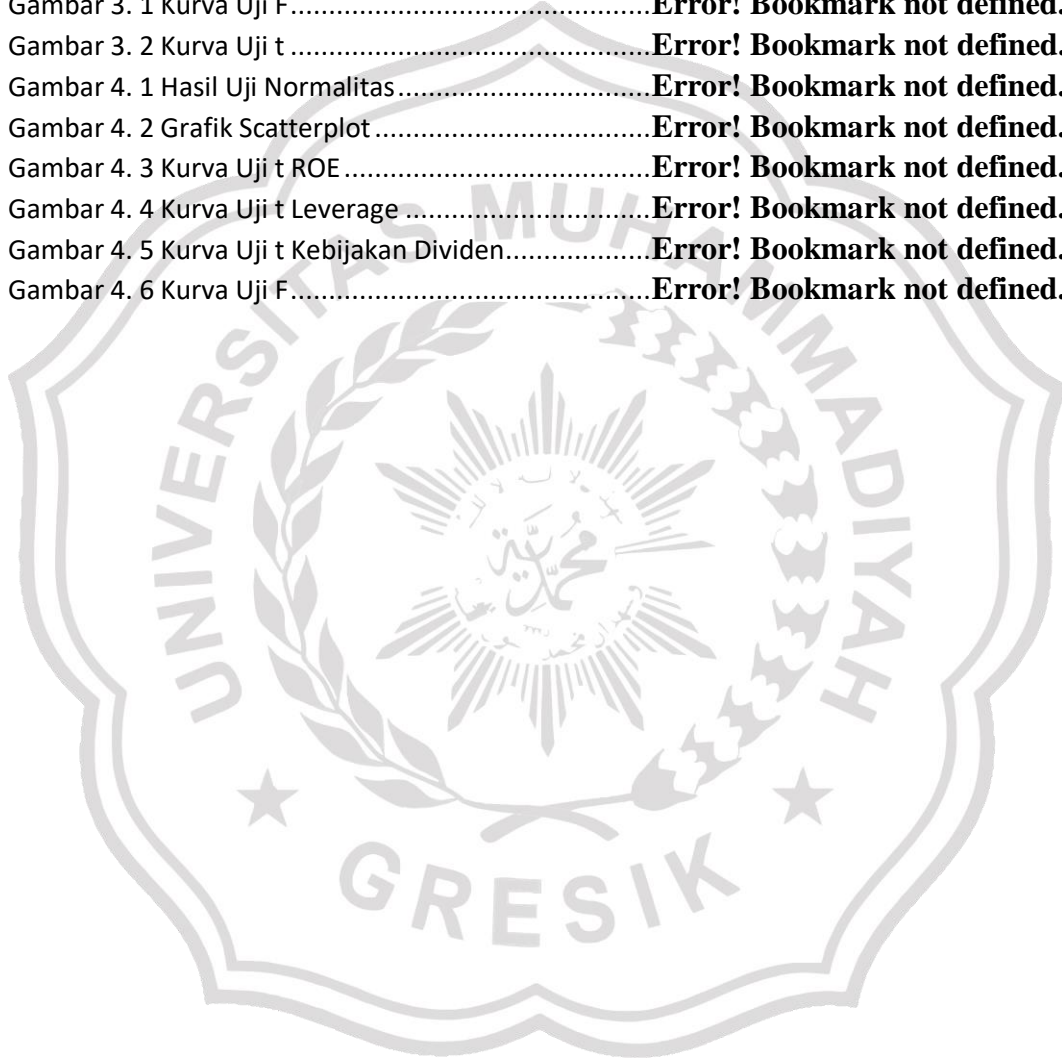 Gambar 3. 1 Kurva Uji F..............................................Error! Bookmark not defined.
Gambar 3. 2 Kurva Uji t ..............................................Error! Bookmark not defined.
Gambar 4. 1 Hasil Uji Normalitas................................Error! Bookmark not defined.
Gambar 4. 2 Grafik Scatterplot ...................................Error! Bookmark not defined.
Gambar 4. 3 Kurva Uji t ROE.......................................Error! Bookmark not defined.
Gambar 4. 4 Kurva Uji t Leverage ...............................Error! Bookmark not defined.
Gambar 4. 5 Kurva Uji t Kebijakan Dividen...................Error! Bookmark not defined.
Gambar 4. 6 Kurva Uji F..............................................Error! Bookmark not defined.
UNIVERSITAS MUHAMMADIYAH
GRESIK